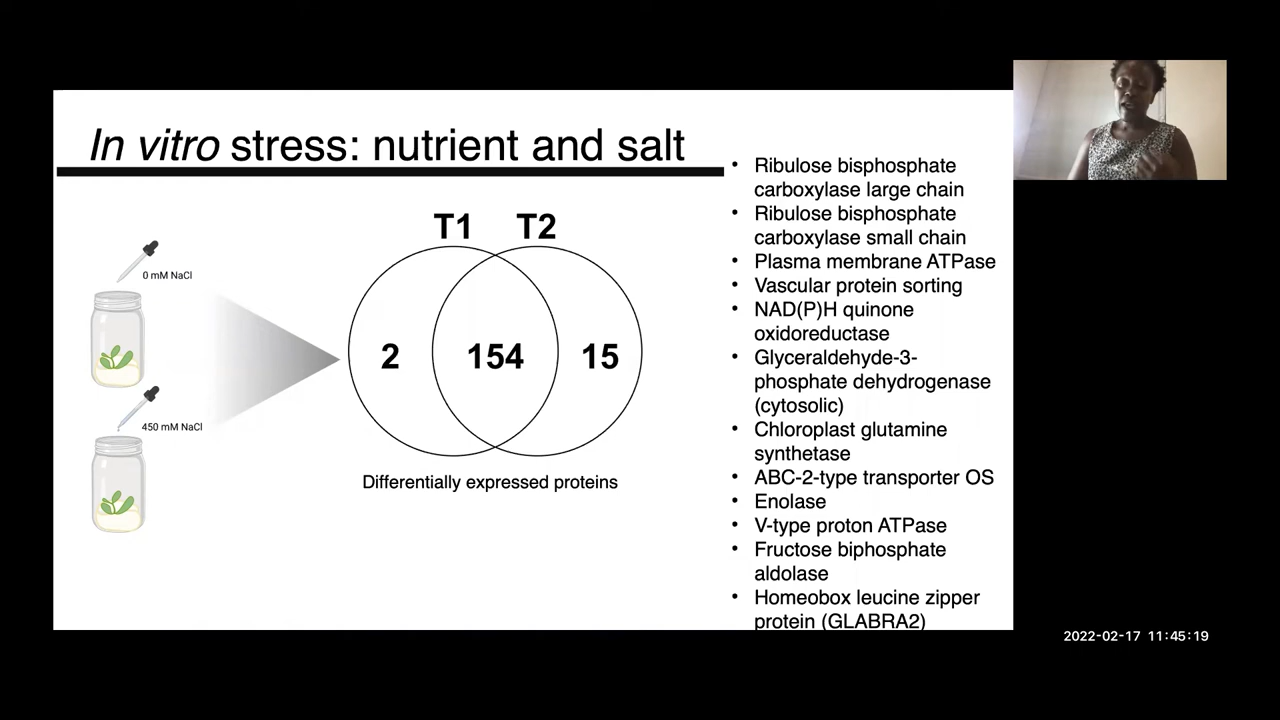 In vitro stress: nutrient and salt
T1 T2
0 mM NaCl
450 mM NaCl
2 154 15
Differentially expressed proteins
• Ribulose bisphosphate
carboxylase large chain
• Ribulose bisphosphate
carboxylase small chain
• Plasma membrane ATPase
• Vascular protein sorting
• NAD(P)H quinone
oxidoreductase
• Glyceraldehyde-3-
phosphate dehydrogenase
(cytosolic)
• Chloroplast glutamine
synthetase
• ABC-2-type transporter OS
• Enolase
• V-type proton ATPase
• Fructose biphosphate
aldolase
• Homeobox leucine zipper
protein (GLABRA2)
2022-02-17 11:45:19